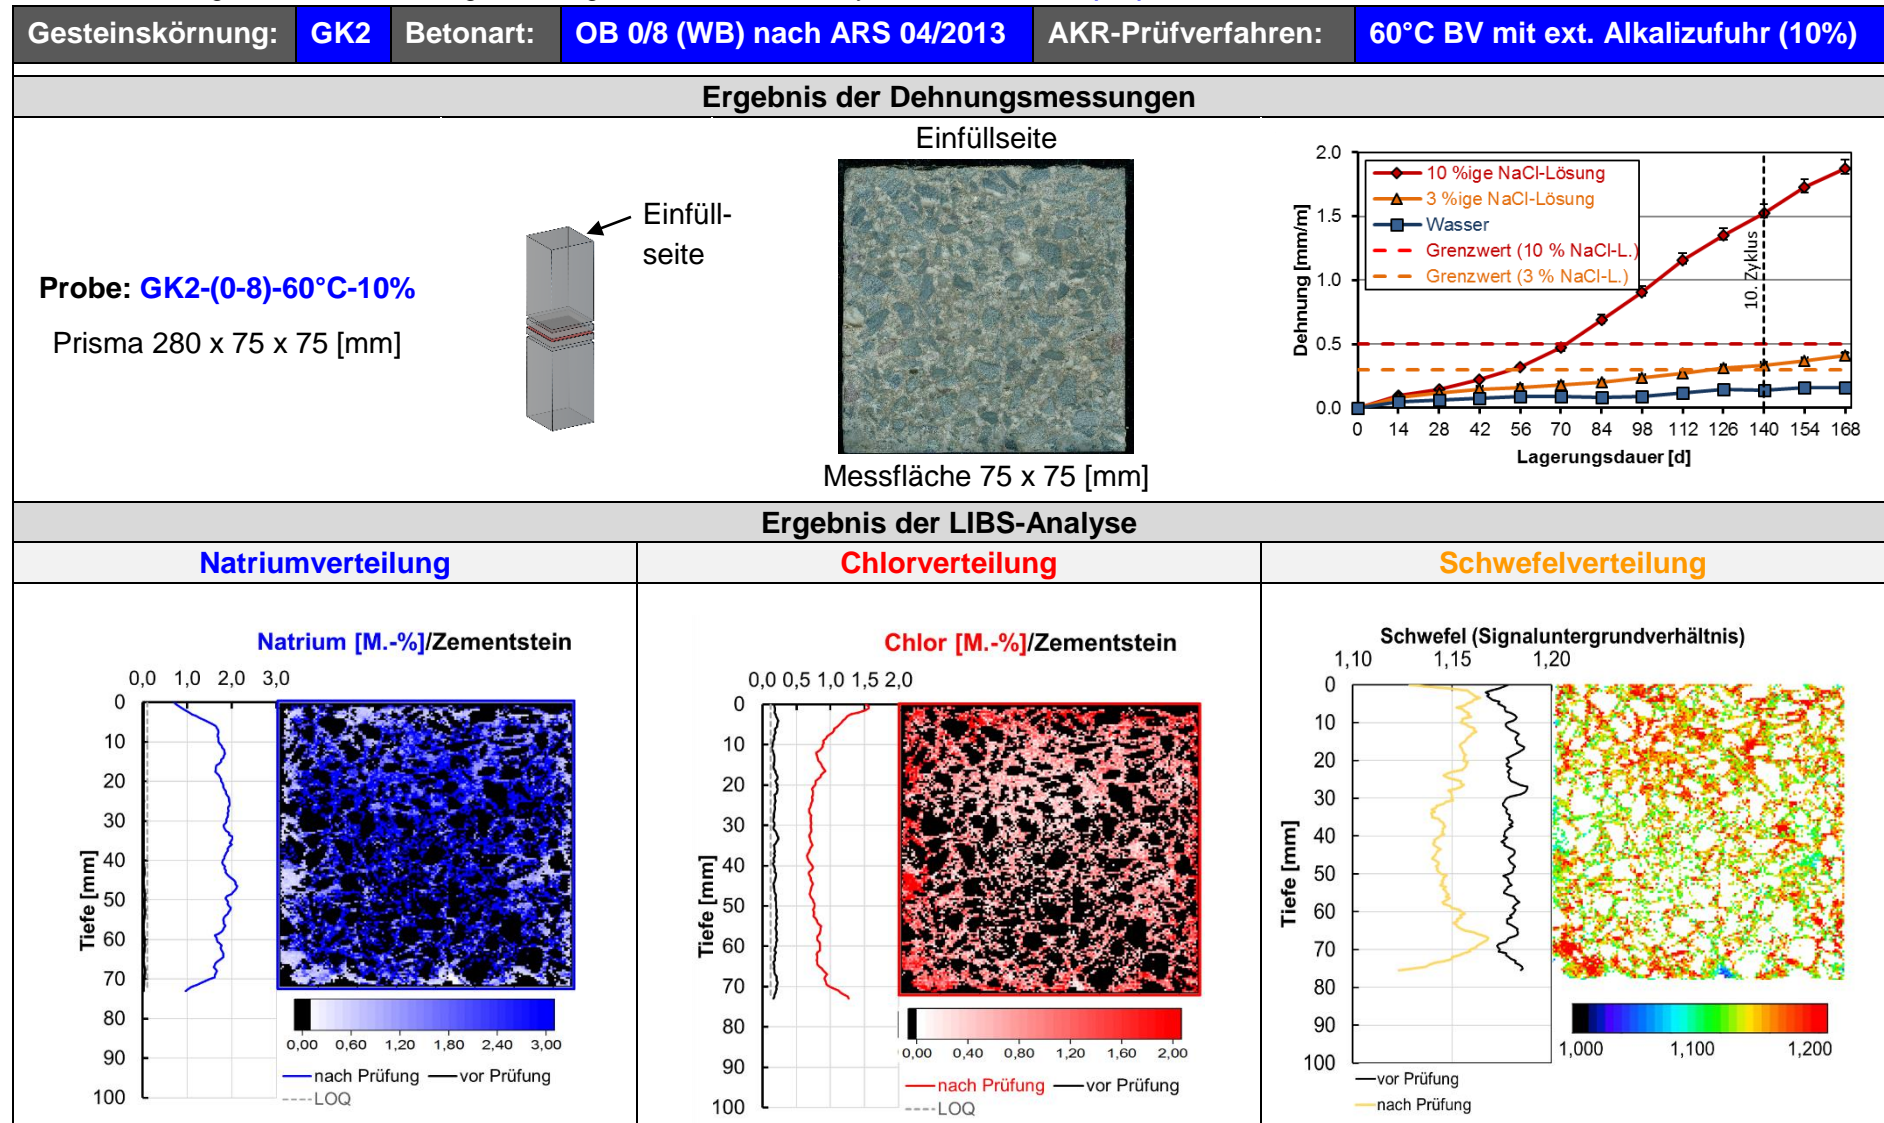 Gesteinskörnung: GK2 Betonart: OB 0/8 (WB) nach ARS 04/2013 AKR-Prüfverfahren: 60°C BV mit ext. Alkalizufuhr (10%)
Ergebnis der Dehnungsmessungen
Probe: GK2-(0-8)-60°C-10%
Prisma 280 x 75 x 75 [mm]
Einfüll-
seite
Einfüllseite
Messfläche 75 x 75 [mm]
Dehnung [mm/m]
2.0
1.5
1.0
0.5
0.0
10 %ige NaCl-Lösung
3 %ige NaCl-Lösung
Wasser
Grenzwert (10 % NaCl-L.)
Grenzwert (3 % NaCl-L.)
10. Zyklus
0 14 28 42 56 70 84 98 112 126 140 154 168
Lagerungsdauer [d]
Ergebnis der LIBS-Analyse
Natriumverteilung
Natrium [M.-%]/Zementstein
0,0 1,0 2,0 3,0
Tiefe [mm]
0
10
20
30
40
50
60
70
80
90
100
0,00 0,60 1,20 1,80 2,40 3,00
nach Prüfung vor Prüfung
LOQ
Chlorverteilung
Chlor [M.-%]/Zementstein
0,0 0,5 1,0 1,5 2,0
Tiefe [mm]
0
10
20
30
40
50
60
70
80
90
100
0,00 0,40 0,80 1,20 1,60 2,00
nach Prüfung vor Prüfung
LOQ
Schwefelverteilung
Schwefel (Signaluntergrundverhältnis)
1,10 1,15 1,20
Tiefe [mm]
0
10
20
30
40
50
60
70
80
90
100
1,000 1,100 1,200
vor Prüfung
nach Prüfung